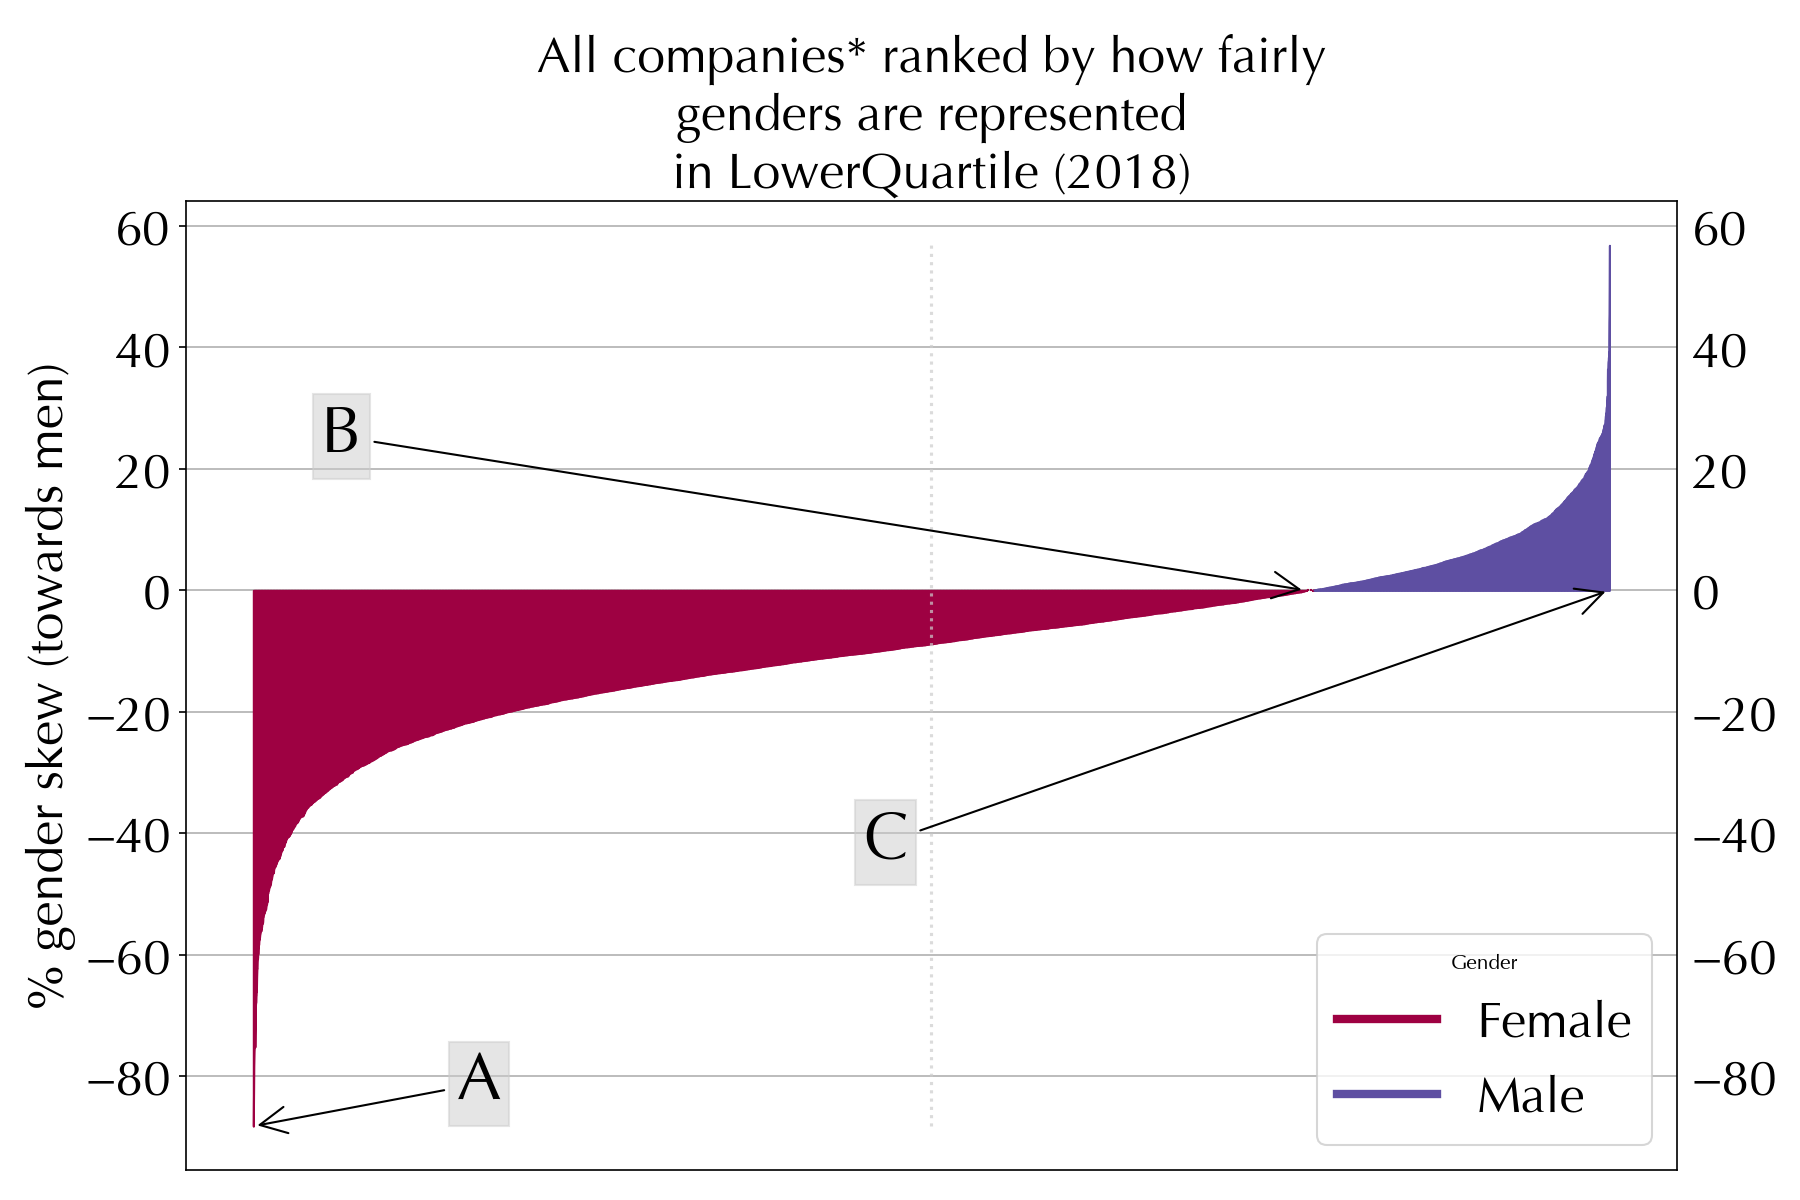 All companies* ranked by how fairly
genders are represented
in LowerQuartile (2018)
% gender skew (towards men)
60
40
20
0
−20
−40
−60
−80
60
40
20
0
−20
−40
−60
−80
B
C
A
Gender
Female
Male